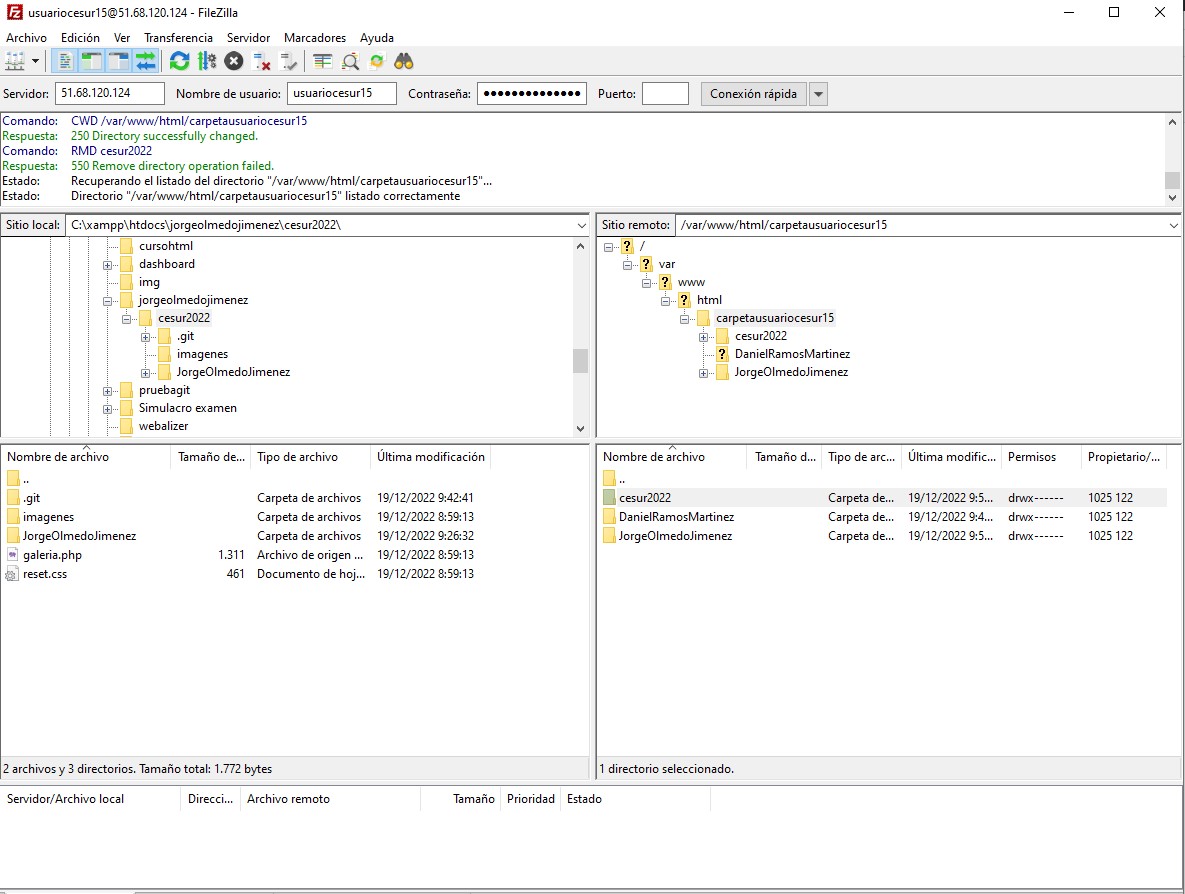 usuariocesur15@51.68.120.124 - FileZilla
Archivo Edición Ver Transferencia Servidor Marcadores Ayuda
Servidor: 51.68.120.124 Nombre de usuario: usuariocesur15 Contraseña: ●●●●●●●●●●●●●● Puerto: Conexión rápida
Comando: CWD /var/www/html/carpetausuariocesur15
Respuesta: 250 Directory successfully changed.
Comando: RMD cesur2022
Respuesta: 550 Remove directory operation failed.
Estado: Recuperando el listado del directorio "/var/www/html/carpetausuariocesur15"...
Estado: Directorio "/var/www/html/carpetausuariocesur15" listado correctamente
Sitio local: C:\xampp\htdocs\jorgeolmedojimenez\cesur2022\
cursohtml
dashboard
img
jorgeolmedojimenez
cesur2022
.git
imagenes
JorgeOlmedoJimenez
pruebagit
Simulacro examen
webalizer
Sitio remoto: /var/www/html/carpetausuariocesur15
/
var
www
html
carpetausuariocesur15
cesur2022
DanielRamosMartinez
JorgeOlmedoJimenez
Nombre de archivo Tamaño de... Tipo de archivo Última modificación
..
.git Carpeta de archivos 19/12/2022 9:42:41
imagenes Carpeta de archivos 19/12/2022 8:59:13
JorgeOlmedoJimenez Carpeta de archivos 19/12/2022 9:26:32
galeria.php 1.311 Archivo de origen ... 19/12/2022 8:59:13
reset.css 461 Documento de hoj... 19/12/2022 8:59:13
2 archivos y 3 directorios. Tamaño total: 1.772 bytes
Nombre de archivo Tamaño d... Tipo de arc... Última modific... Permisos Propietario/...
..
cesur2022 Carpeta de... 19/12/2022 9:5... drwx------ 1025 122
DanielRamosMartinez Carpeta de... 19/12/2022 9:4... drwx------ 1025 122
JorgeOlmedoJimenez Carpeta de... 19/12/2022 9:5... drwx------ 1025 122
1 directorio seleccionado.
Servidor/Archivo local Direcci... Archivo remoto Tamaño Prioridad Estado